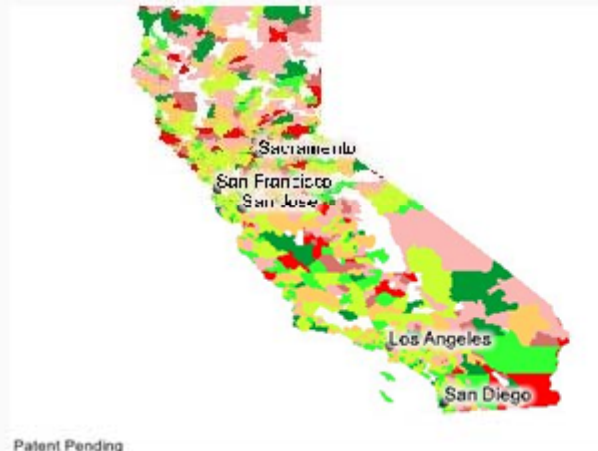 Sacramento
San Francisco
San Jose
Los Angeles
San Diego
Patent Pending